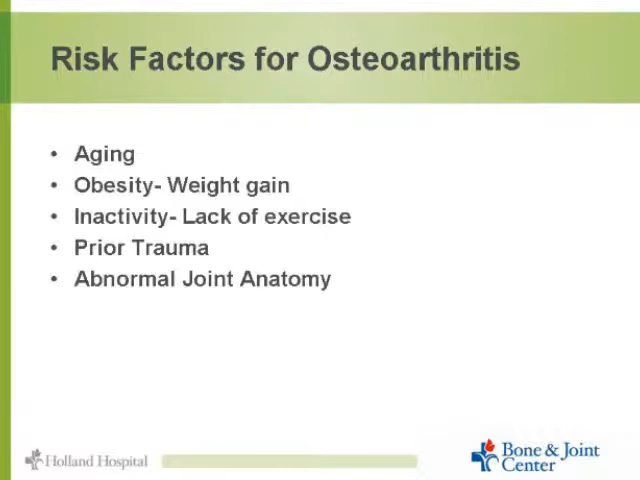 Risk Factors for Osteoarthritis
• Aging
• Obesity- Weight gain
• Inactivity- Lack of exercise
• Prior Trauma
• Abnormal Joint Anatomy
Holland Hospital
Bone & Joint
Center